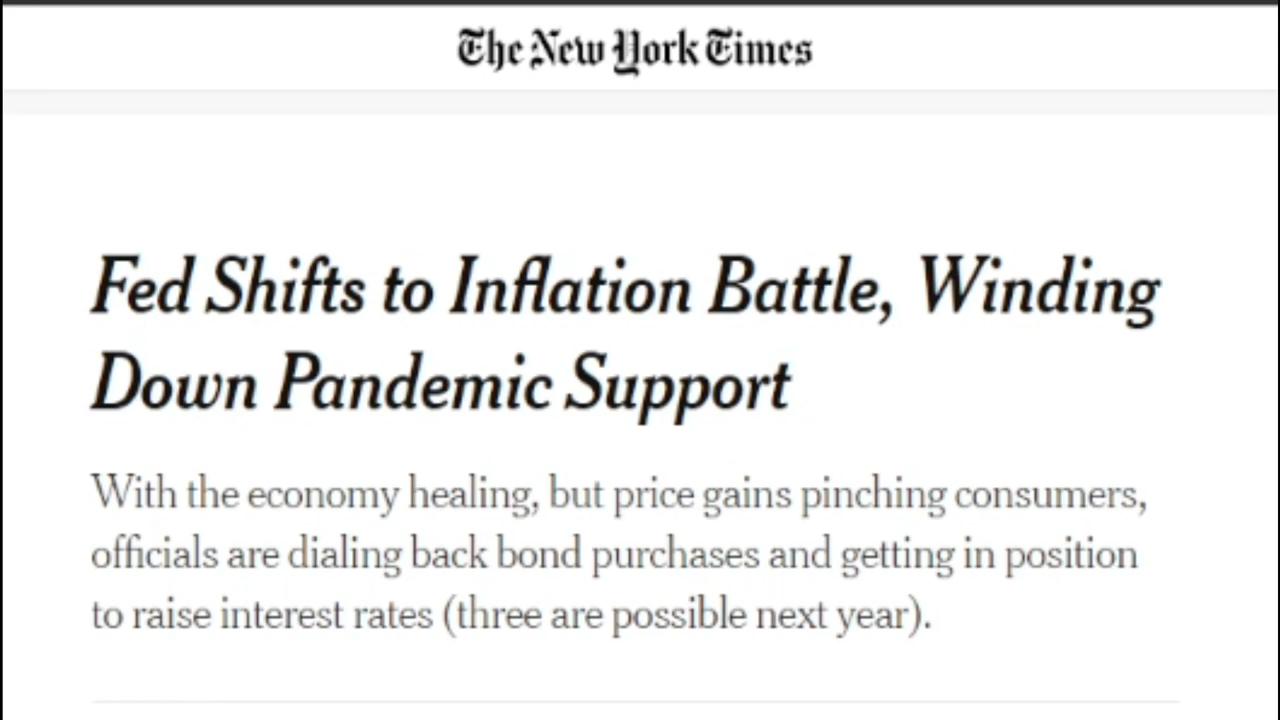 The New York Times
Fed Shifts to Inflation Battle, Winding
Down Pandemic Support
With the economy healing, but price gains pinching consumers,
officials are dialing back bond purchases and getting in position
to raise interest rates (three are possible next year).